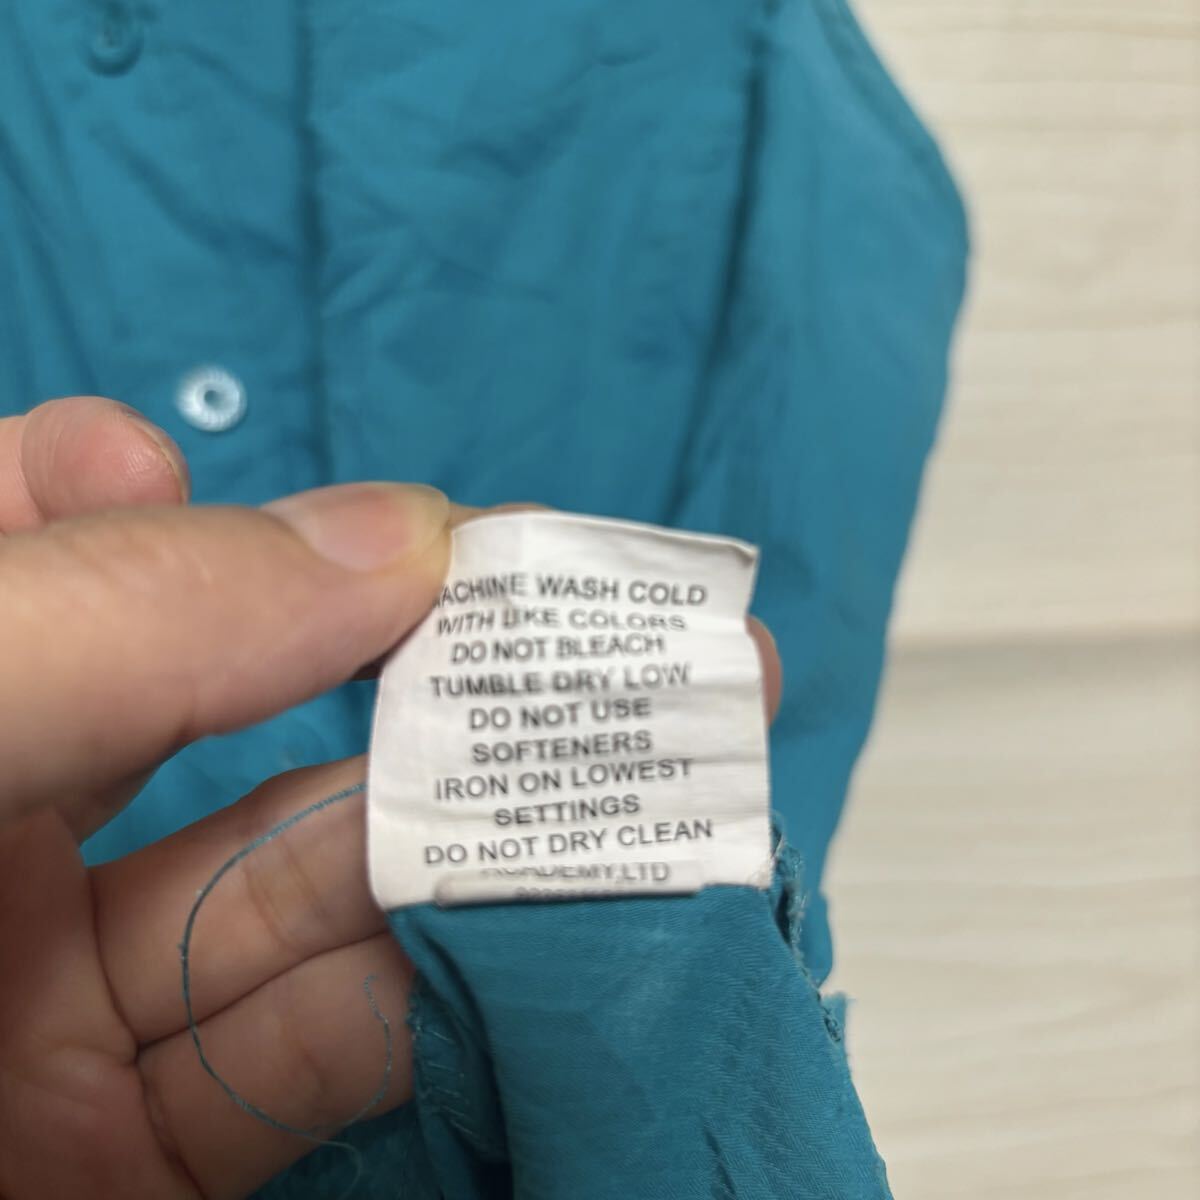 MACHINE WASH COLD
WITH LIKE COLORS
DO NOT BLEACH
TUMBLE DRY LOW
DO NOT USE
SOFTENERS
IRON ON LOWEST
SETTINGS
DO NOT DRY CLEAN
ACADEMY,LTD